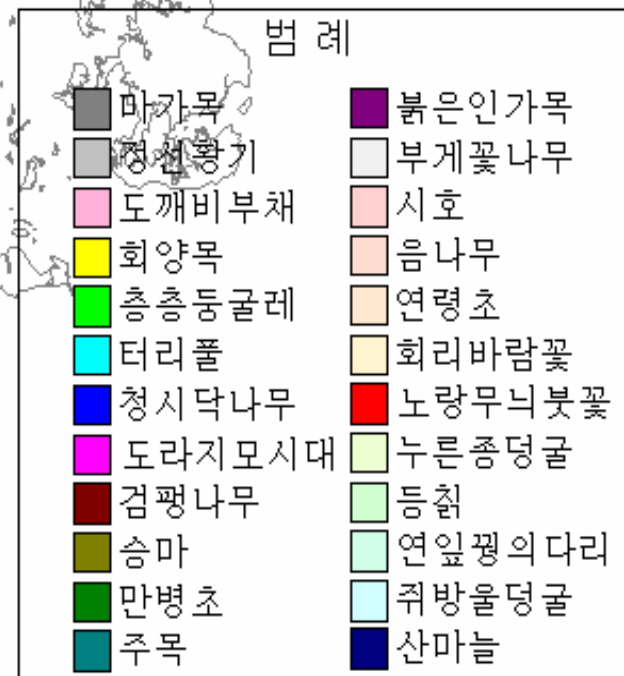 범 례
마가목
정선황기
도깨비부채
회양목
층층둥굴레
터리풀
청시닥나무
도라지모시대
검팽나무
승마
만병초
주목
붉은인가목
부게꽃나무
시호
음나무
연령초
회리바람꽃
노랑무늬붓꽃
누른종덩굴
등칡
연잎꿩의다리
쥐방울덩굴
산마늘